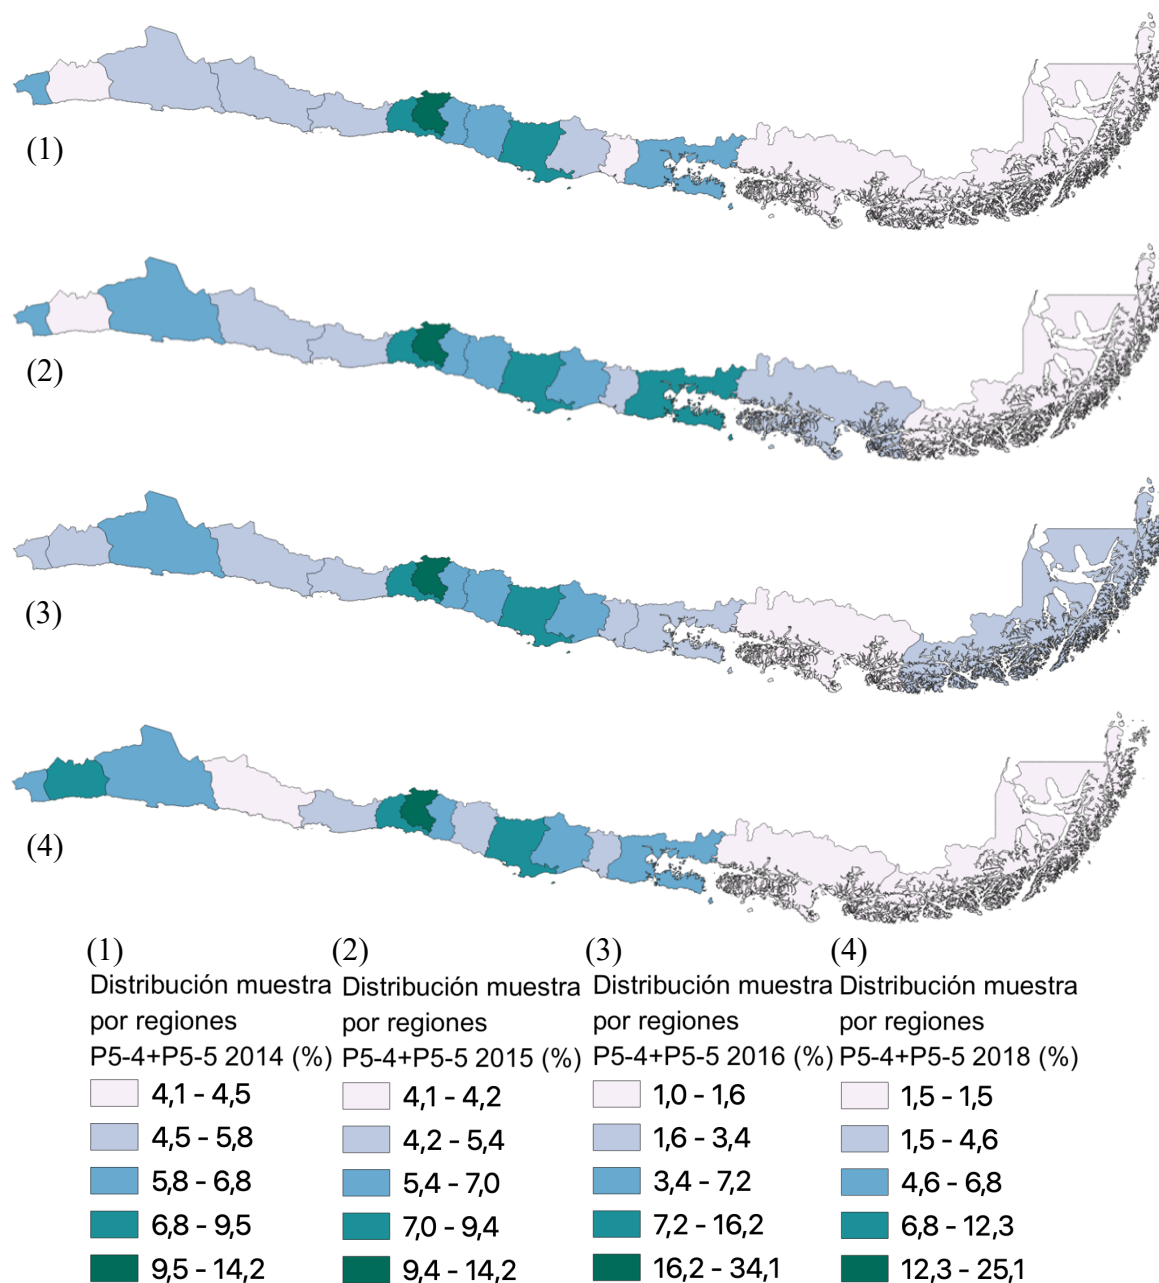 (1)
(2)
(3)
(4)
(1)
Distribución muestra
por regiones
P5-4+P5-5 2014 (%)
4,1 – 4,5
4,5 – 5,8
5,8 – 6,8
6,8 – 9,5
9,5 – 14,2
(2)
Distribución muestra
por regiones
P5-4+P5-5 2015 (%)
4,1 – 4,2
4,2 – 5,4
5,4 – 7,0
7,0 – 9,4
9,4 – 14,2
(3)
Distribución muestra
por regiones
P5-4+P5-5 2016 (%)
1,0 – 1,6
1,6 – 3,4
3,4 – 7,2
7,2 – 16,2
16,2 – 34,1
(4)
Distribución muestra
por regiones
P5-4+P5-5 2018 (%)
1,5 – 1,5
1,5 – 4,6
4,6 – 6,8
6,8 – 12,3
12,3 – 25,1